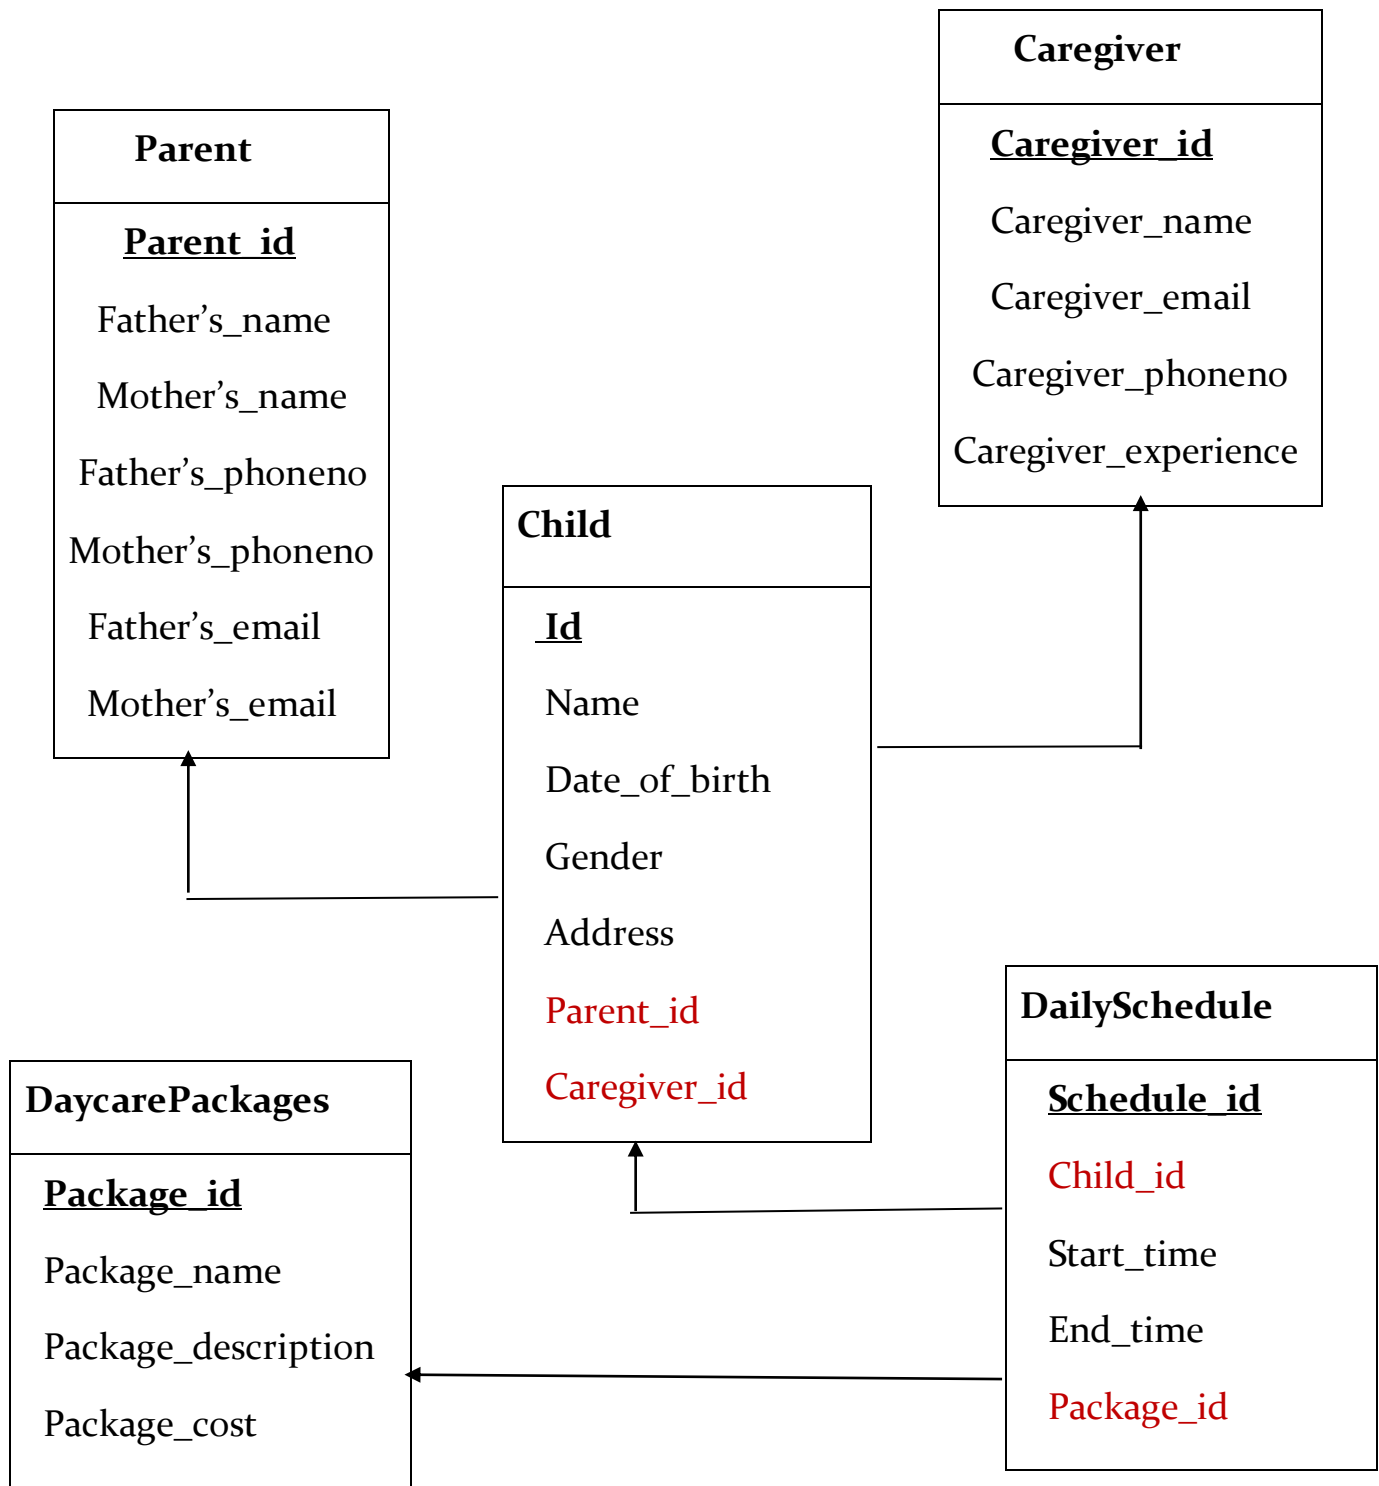 Caregiver
Caregiver_id
Caregiver_name
Caregiver_email
Caregiver_phoneno
Caregiver_experience
Parent
Parent_id
Father’s_name
Mother’s_name
Father’s_phoneno
Mother’s_phoneno
Father’s_email
Mother’s_email
Child
Id
Name
Date_of_birth
Gender
Address
Parent_id
Caregiver_id
DailySchedule
Schedule_id
Child_id
Start_time
End_time
Package_id
DaycarePackages
Package_id
Package_name
Package_description
Package_cost